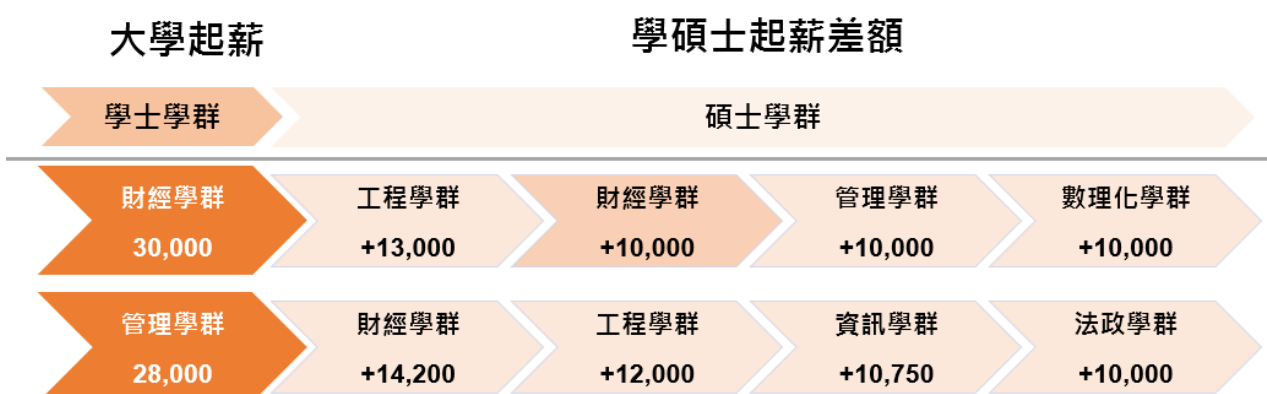 大學起薪
學碩士起薪差額
學士學群
碩士學群
財經學群
30,000
工程學群
+13,000
財經學群
+10,000
管理學群
+10,000
數理化學群
+10,000
管理學群
28,000
財經學群
+14,200
工程學群
+12,000
資訊學群
+10,750
法政學群
+10,000